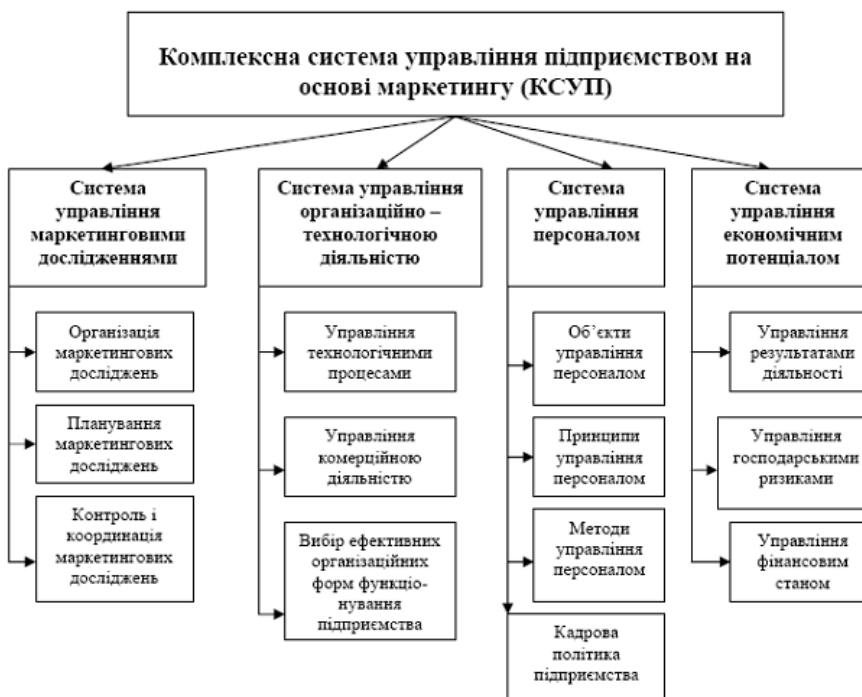 Комплексна система управління підприємством на
основі маркетингу (КСУП)
Система
управління
маркетинговими
дослідженнями
Організація
маркетингових
досліджень
Планування
маркетингових
досліджень
Контроль і
координація
маркетингових
досліджень
Система управління
організаційно –
технологічною
діяльністю
Управління
технологічними
процесами
Управління
комерційною
діяльністю
Вибір ефективних
організаційних
форм функціо-
нування
підприємства
Система
управління
персоналом
Об’єкти
управління
персоналом
Принципи
управління
персоналом
Методи
управління
персоналом
Кадрова
політика
підприємства
Система
управління
економічним
потенціалом
Управління
результатами
діяльності
Управління
господарськими
ризиками
Управління
фінансовим
станом